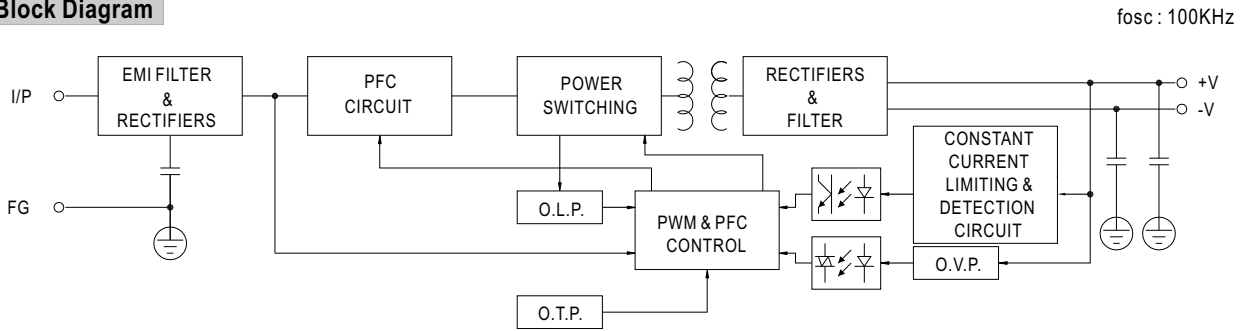 Block Diagram
fosc : 100KHz
I/P
EMI FILTER
&
RECTIFIERS
PFC
CIRCUIT
POWER
SWITCHING
RECTIFIERS
&
FILTER
+V
-V
CONSTANT
CURRENT
LIMITING &
DETECTION
CIRCUIT
FG
O.L.P.
PWM & PFC
CONTROL
O.V.P.
O.T.P.